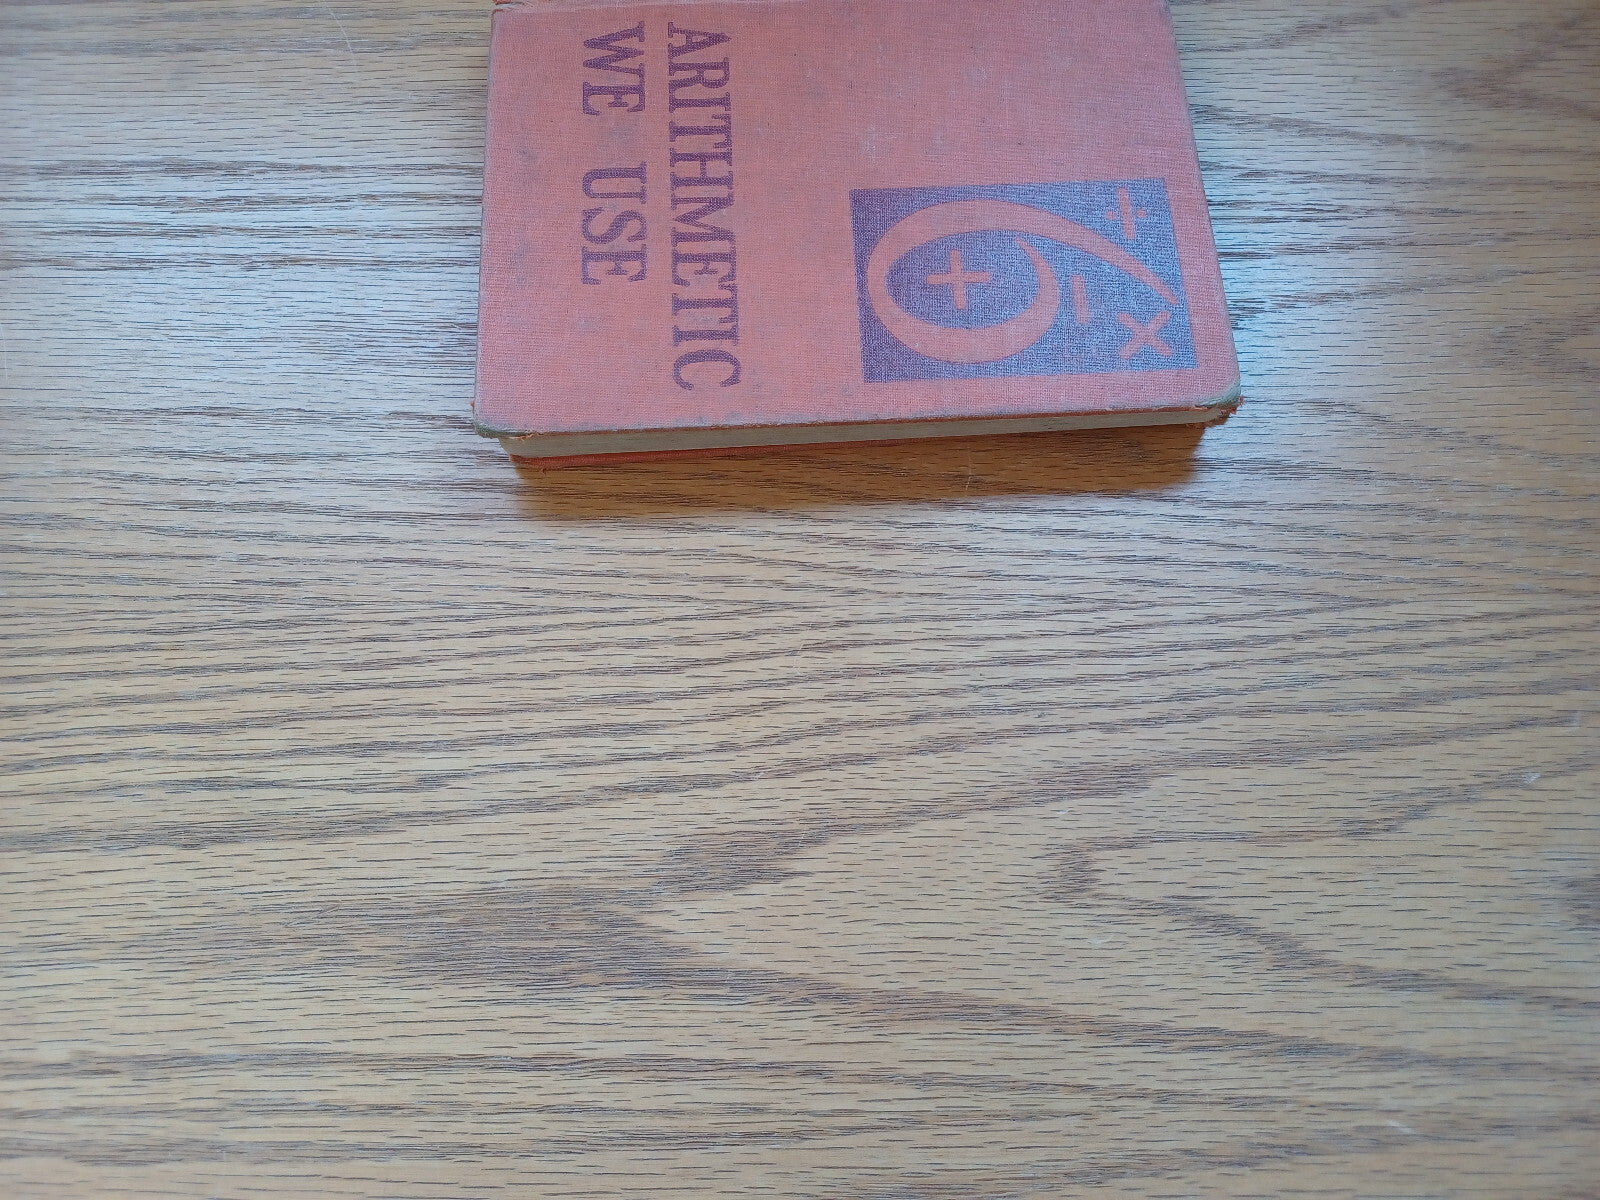 ÷ ×
−
6
+
ARITHMETIC
WE USE